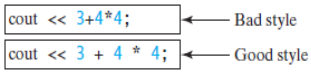 cout << 3+4*4; Bad style
cout << 3 + 4 * 4; Good style